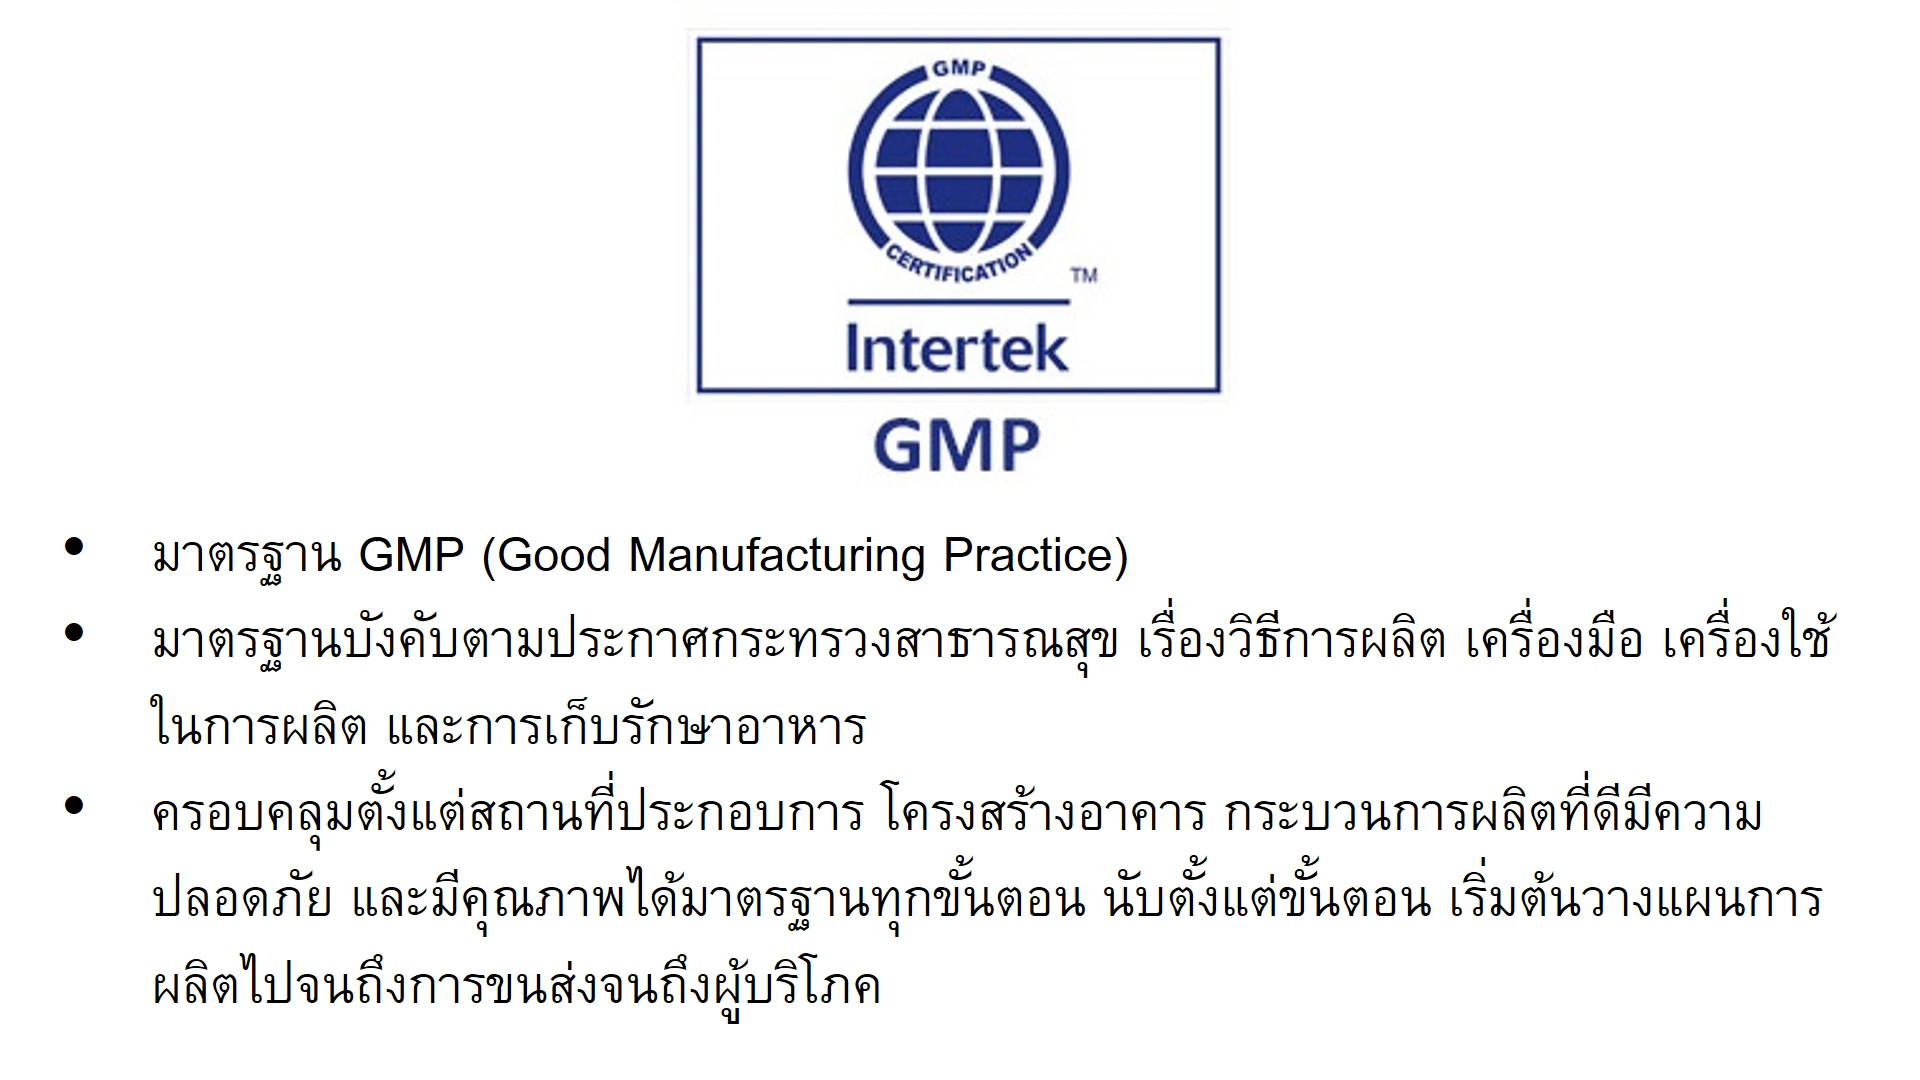 GMP
CERTIFICATION
TM
Intertek
GMP
• มาตรฐาน GMP (Good Manufacturing Practice)
• มาตรฐานบังคับตามประกาศกระทรวงสาธารณสุข เรื่องวิธีการผลิต เครื่องมือ เครื่องใช้
ในการผลิต และการเก็บรักษาอาหาร
• ครอบคลุมตั้งแต่สถานที่ประกอบการ โครงสร้างอาคาร กระบวนการผลิตที่ดีมีความ
ปลอดภัย และมีคุณภาพได้มาตรฐานทุกขั้นตอน นับตั้งแต่ขั้นตอน เริ่มต้นวางแผนการ
ผลิตไปจนถึงการขนส่งจนถึงผู้บริโภค